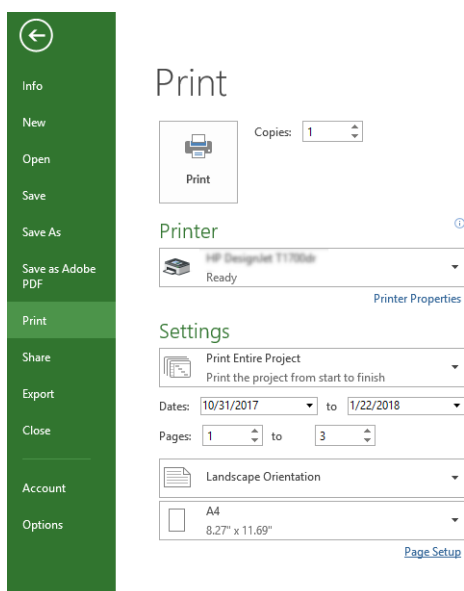 Info
New
Open
Save
Save As
Save as Adobe
PDF
Print
Share
Export
Close
Account
Options
Print
Print
Copies: 1
Printer
Ready
Printer Properties
Settings
Print Entire Project
Print the project from start to finish
Dates: 10/31/2017 to 1/22/2018
Pages: 1 to 3
Landscape Orientation
A4
8.27" x 11.69"
Page Setup